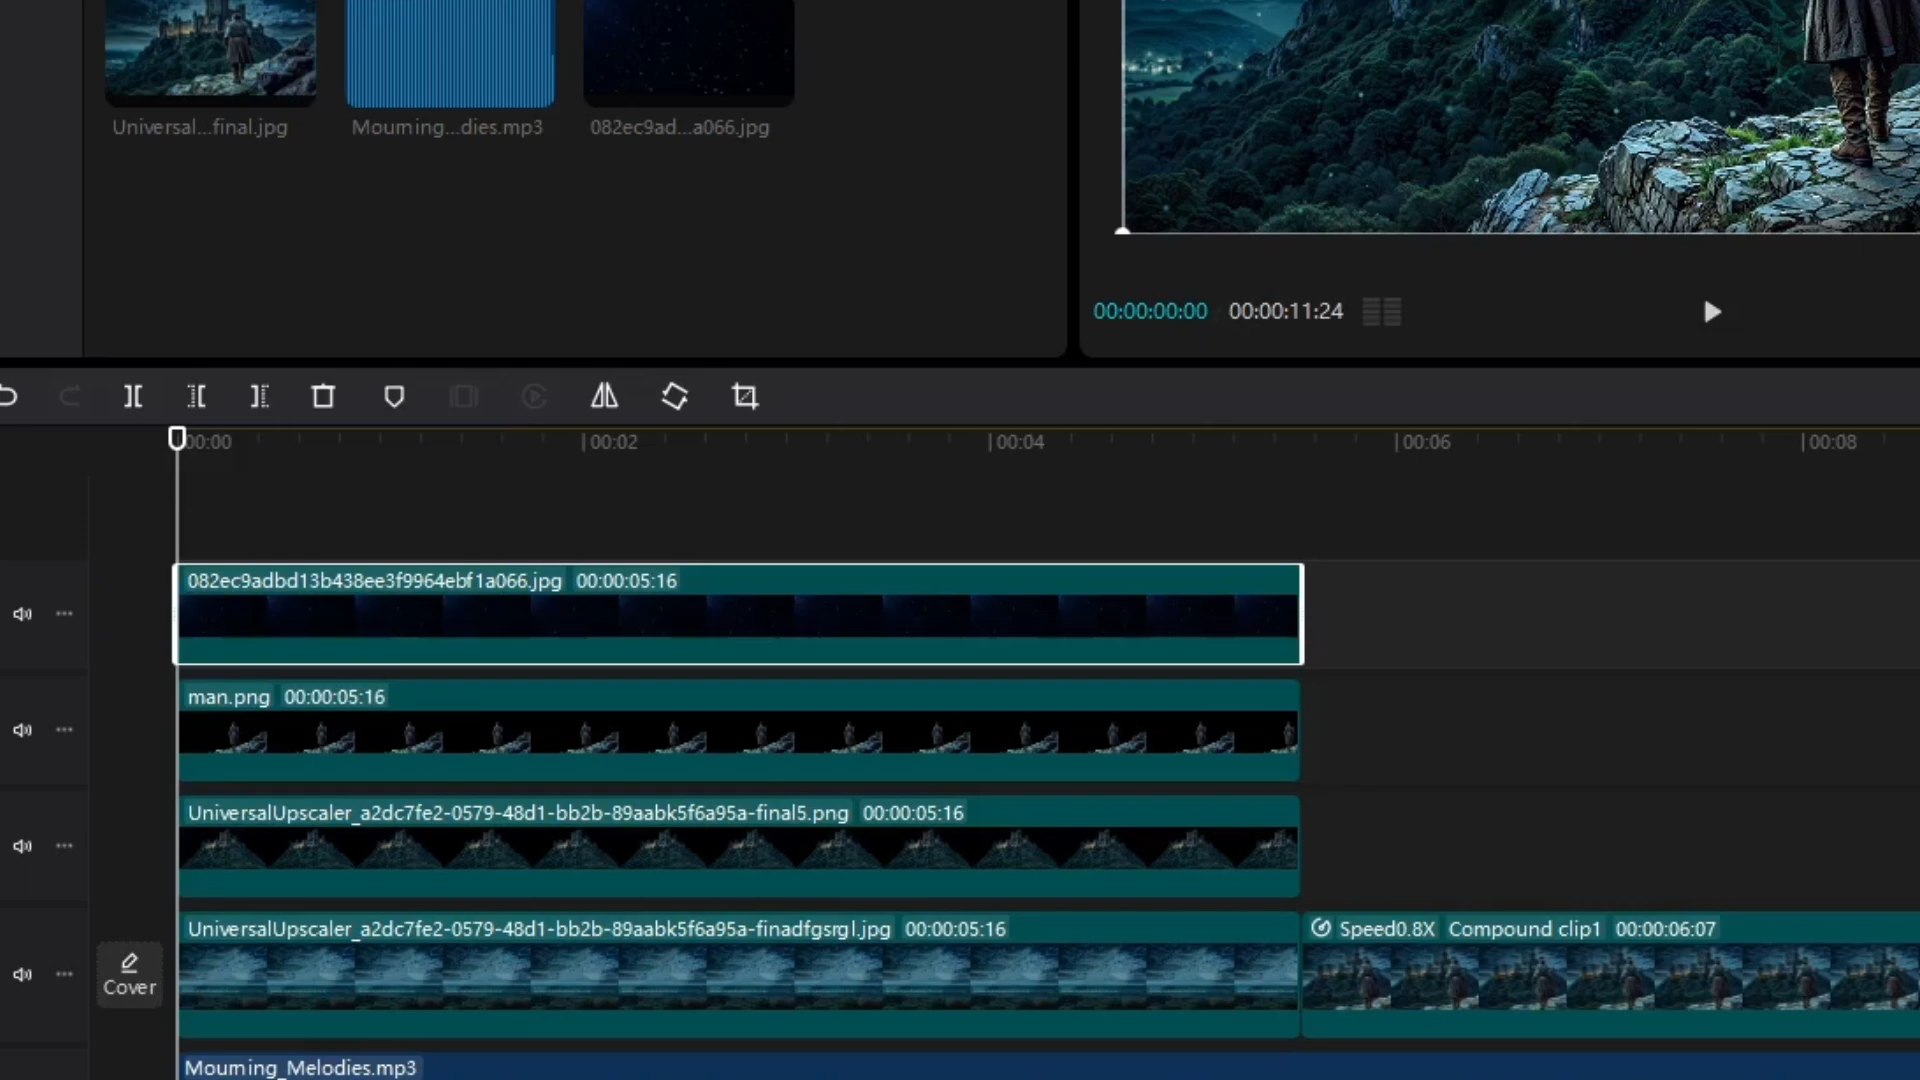 Universal...final.jpg
Mourning...dies.mp3
082ec9ad...a066.jpg
00:00:00:00
00:00:11:24
00:00
00:02
00:04
00:06
00:08
082ec9adbd13b438ee3f9964ebf1a066.jpg 00:00:05:16
man.png 00:00:05:16
UniversalUpscaler_a2dc7fe2-0579-48d1-bb2b-89aabk5f6a95a-final5.png 00:00:05:16
UniversalUpscaler_a2dc7fe2-0579-48d1-bb2b-89aabk5f6a95a-finadfgsrgl.jpg 00:00:05:16
Speed0.8X Compound clip1 00:00:06:07
Cover
Mourning_Melodies.mp3